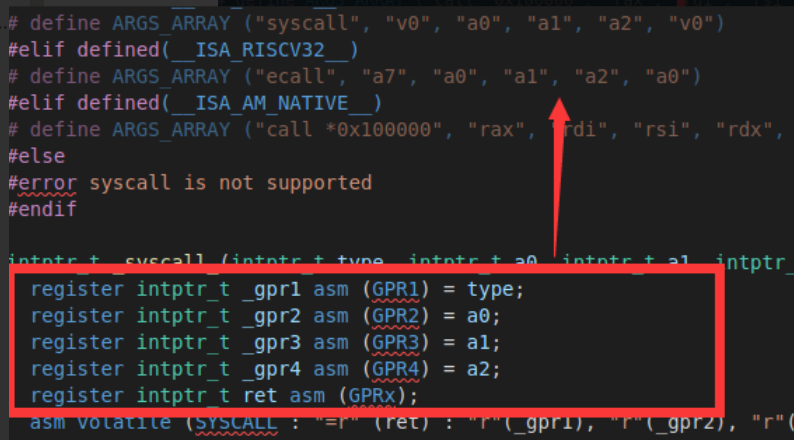 # define ARGS_ARRAY ("syscall", "v0", "a0", "a1", "a2", "v0")
#elif defined(__ISA_RISCV32__)
# define ARGS_ARRAY ("ecall", "a7", "a0", "a1", "a2", "a0")
#elif defined(__ISA_AM_NATIVE__)
# define ARGS_ARRAY ("call *0x100000", "rax", "rdi", "rsi", "rdx",
#else
#error syscall is not supported
#endif
intptr_t _syscall_(intptr_t type, intptr_t a0, intptr_t a1, intptr_
register intptr_t _gpr1 asm (GPR1) = type;
register intptr_t _gpr2 asm (GPR2) = a0;
register intptr_t _gpr3 asm (GPR3) = a1;
register intptr_t _gpr4 asm (GPR4) = a2;
register intptr_t ret asm (GPRx);
asm volatile (SYSCALL : "=r" (ret) : "r"(_gpr1), "r"(_gpr2), "r"(